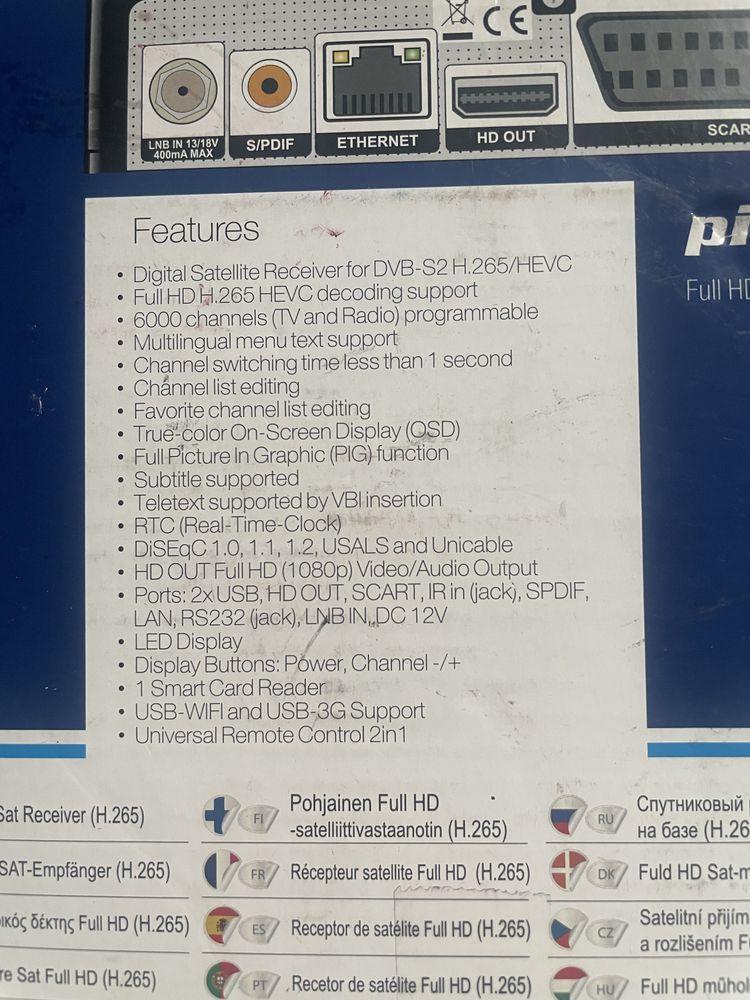 CE
LNB IN 13/18V
400mA MAX
S/PDIF
ETHERNET
HD OUT
SCAR
Features
pi
Full HD
• Digital Satellite Receiver for DVB-S2 H.265/HEVC
• Full HD H.265 HEVC decoding support
• 6000 channels (TV and Radio) programmable
• Multilingual menu text support
• Channel switching time less than 1 second
• Channel list editing
• Favorite channel list editing
• True-color On-Screen Display (OSD)
• Full Picture In Graphic (PIG) function
• Subtitle supported
• Teletext supported by VBI insertion
• RTC (Real-Time-Clock)
• DiSEqC 1.0, 1.1, 1.2, USALS and Unicable
• HD OUT Full HD (1080p) Video/Audio Output
• Ports: 2x USB, HD OUT, SCART, IR in (jack), SPDIF,
LAN, RS232 (jack), LNB IN, DC 12V
• LED Display
• Display Buttons: Power, Channel -/+
• 1 Smart Card Reader
• USB-WIFI and USB-3G Support
• Universal Remote Control 2in1
Sat Receiver (H.265)
SAT-Empfänger (H.265)
ικός δέκτης Full HD (H.265)
re Sat Full HD (H.265)
FI Pohjainen Full HD
-satelliittivastaanotin (H.265)
FR Récepteur satellite Full HD (H.265)
ES Receptor de satélite Full HD (H.265)
PT Recetor de satélite Full HD (H.265)
RU Спутниковый
на базе (H.26
DK Fuld HD Sat-m
CZ Satelitní přijím
a rozlišením F
HU Full HD műho